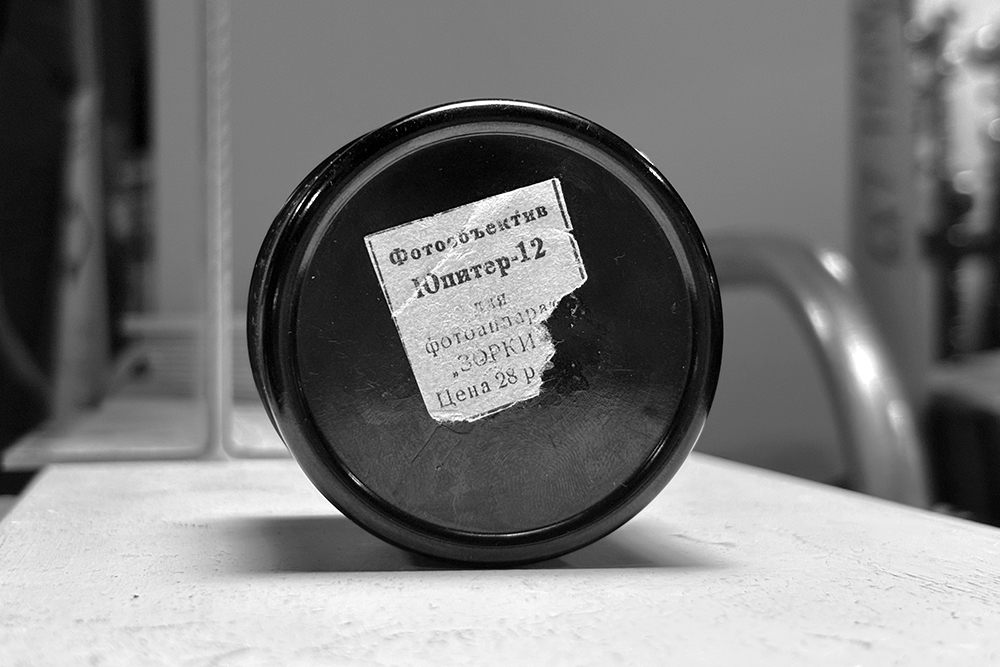 Фотообъектив
Юпитер-12
для
фотоаппара
„ЗОРКИ
Цена 28 р